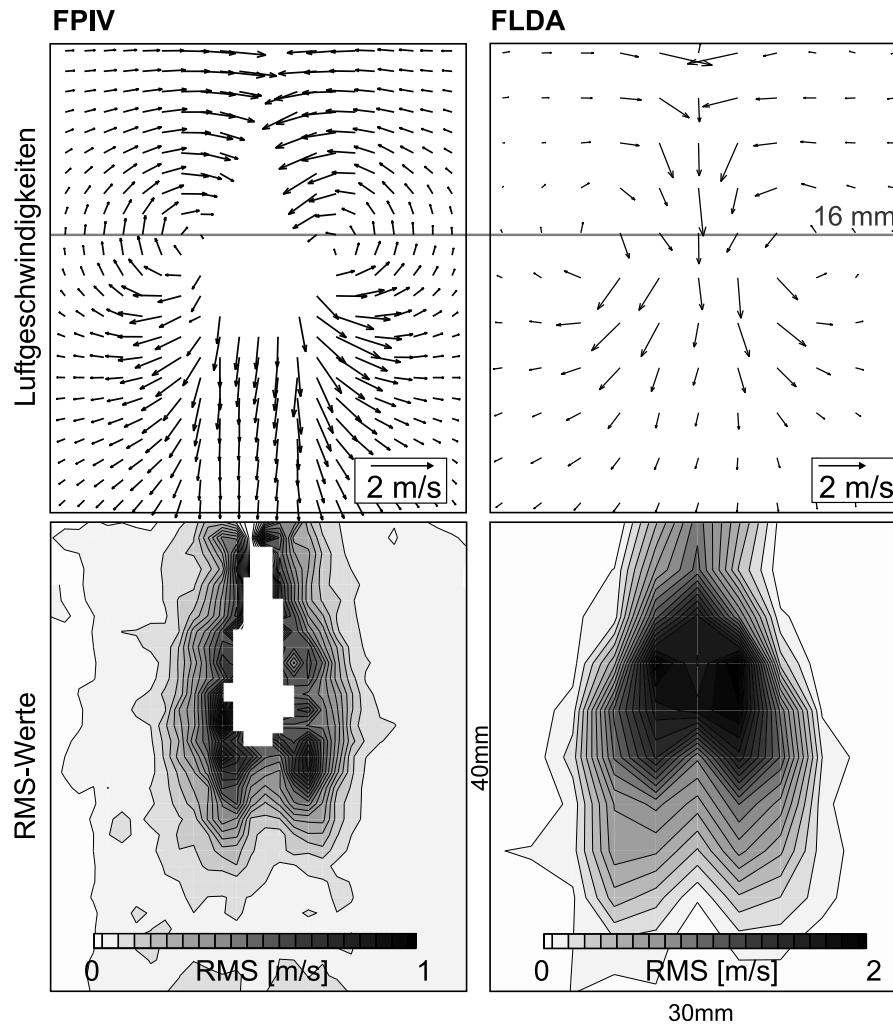 FPIV
FLDA
Luftgeschwindigkeiten
16 mm
2 m/s
2 m/s
RMS-Werte
40mm
0 RMS [m/s] 1
0 RMS [m/s] 2
30mm